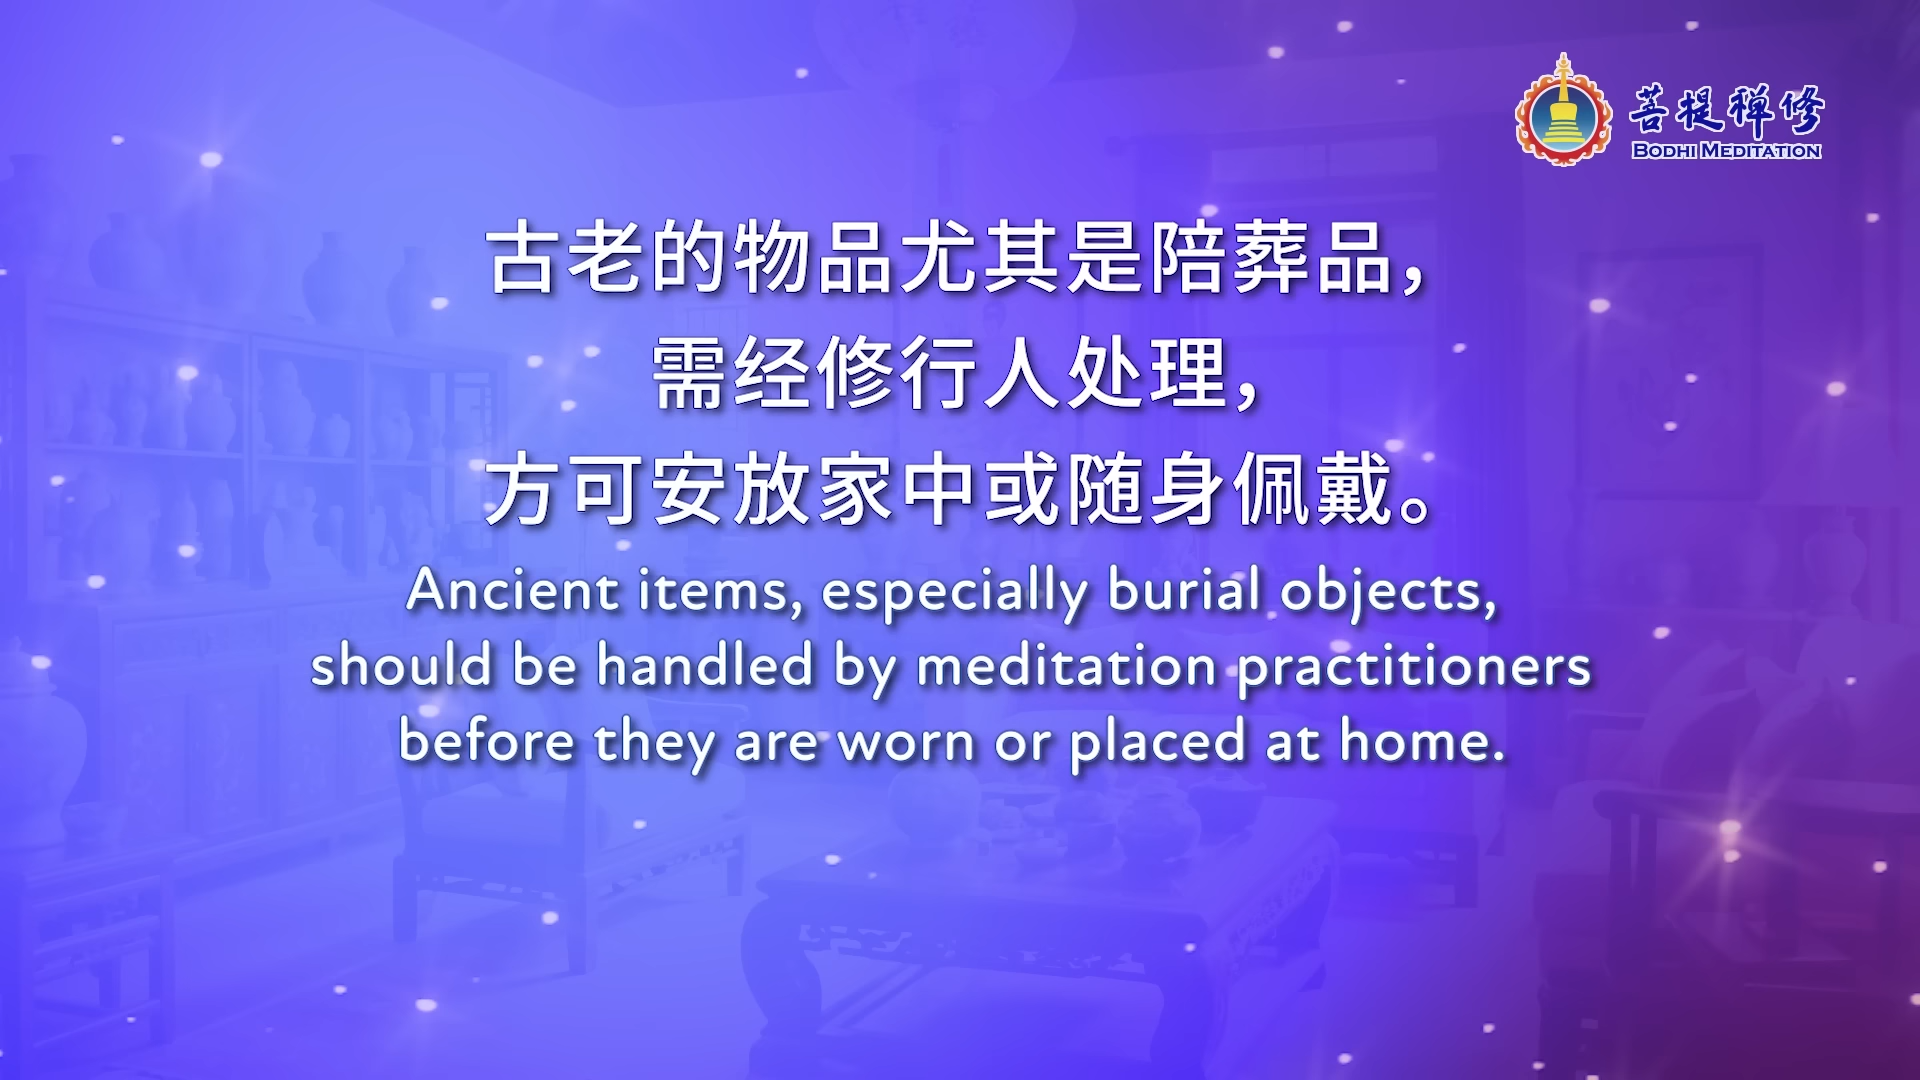 菩提禅修
BODHI MEDITATION
古老的物品尤其是陪葬品，
需经修行人处理，
方可安放家中或随身佩戴。
Ancient items, especially burial objects,
should be handled by meditation practitioners
before they are worn or placed at home.